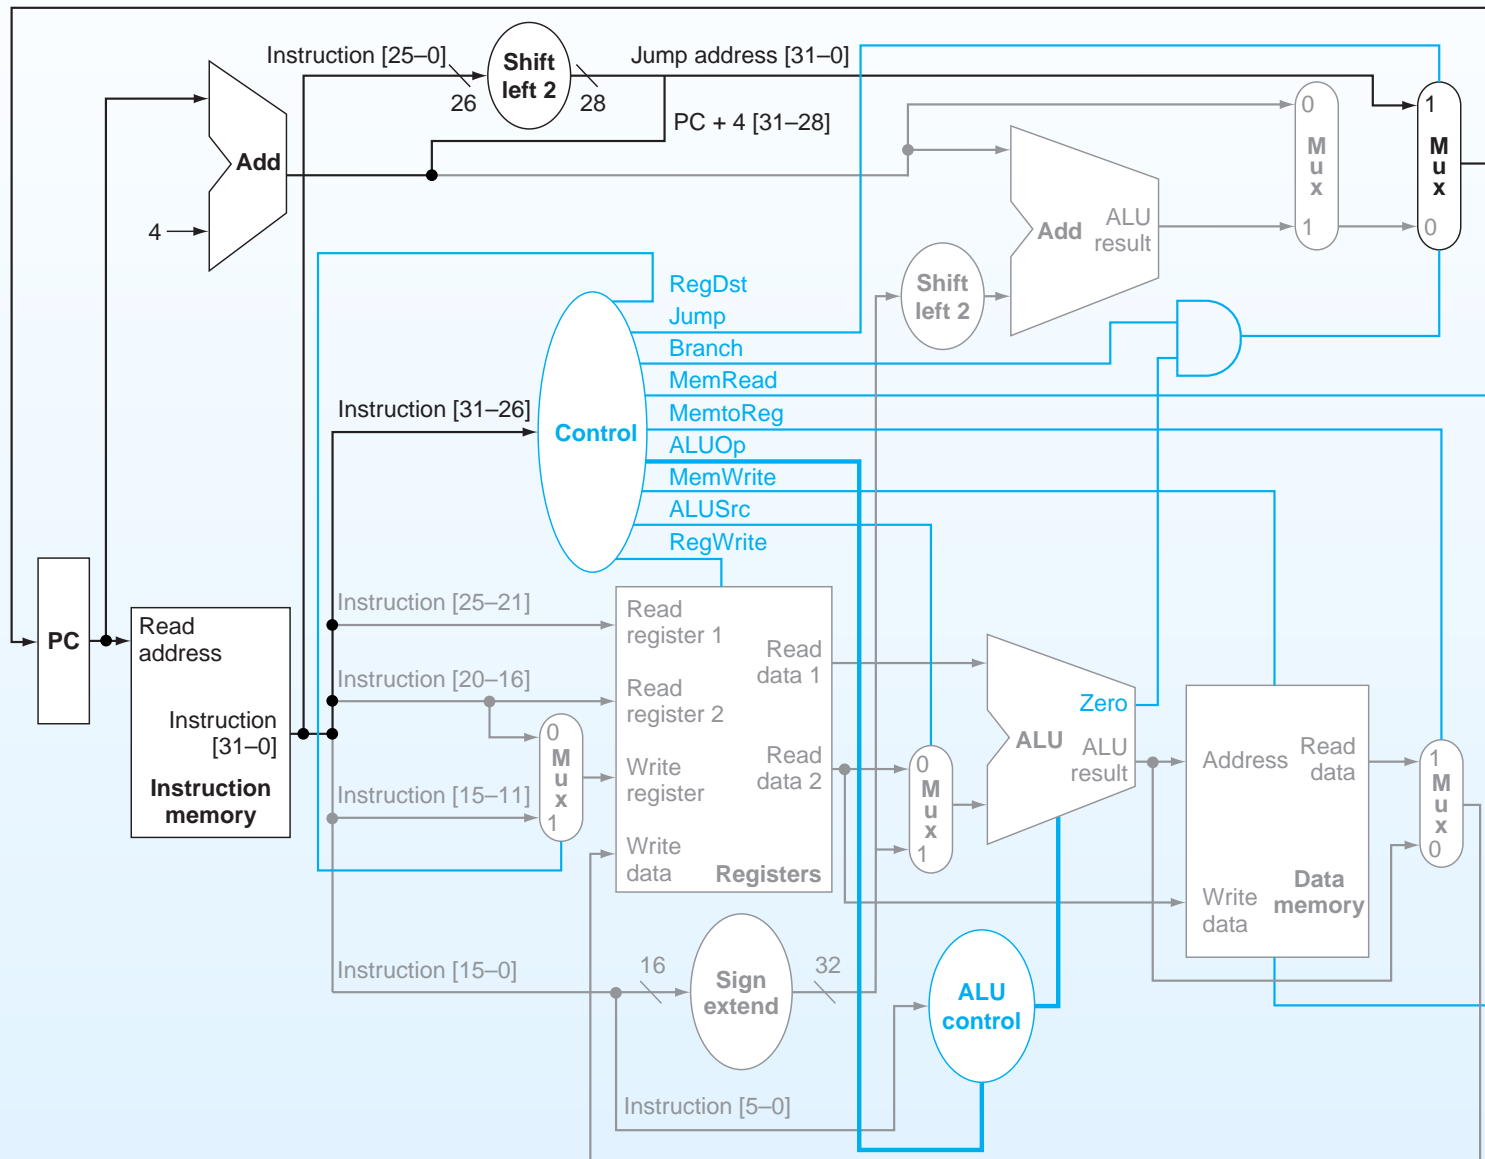 Instruction [25–0]
Shift
left 2
Jump address [31–0]
26
28
PC + 4 [31–28]
Add
4
0
M
u
x
1
1
M
u
x
0
Add
ALU
result
Shift
left 2
RegDst
Jump
Branch
MemRead
MemtoReg
ALUOp
MemWrite
ALUSrc
RegWrite
Instruction [31–26]
Control
PC
Read
address
Instruction
[31–0]
Instruction
memory
Instruction [25–21]
Instruction [20–16]
Instruction [15–11]
0
M
u
x
1
Read
register 1
Read
register 2
Write
register
Write
data
Read
data 1
Read
data 2
Registers
0
M
u
x
1
Zero
ALU
ALU
result
Address
Read
data
Write
data
Data
memory
1
M
u
x
0
Instruction [15–0]
16
Sign
extend
32
ALU
control
Instruction [5–0]